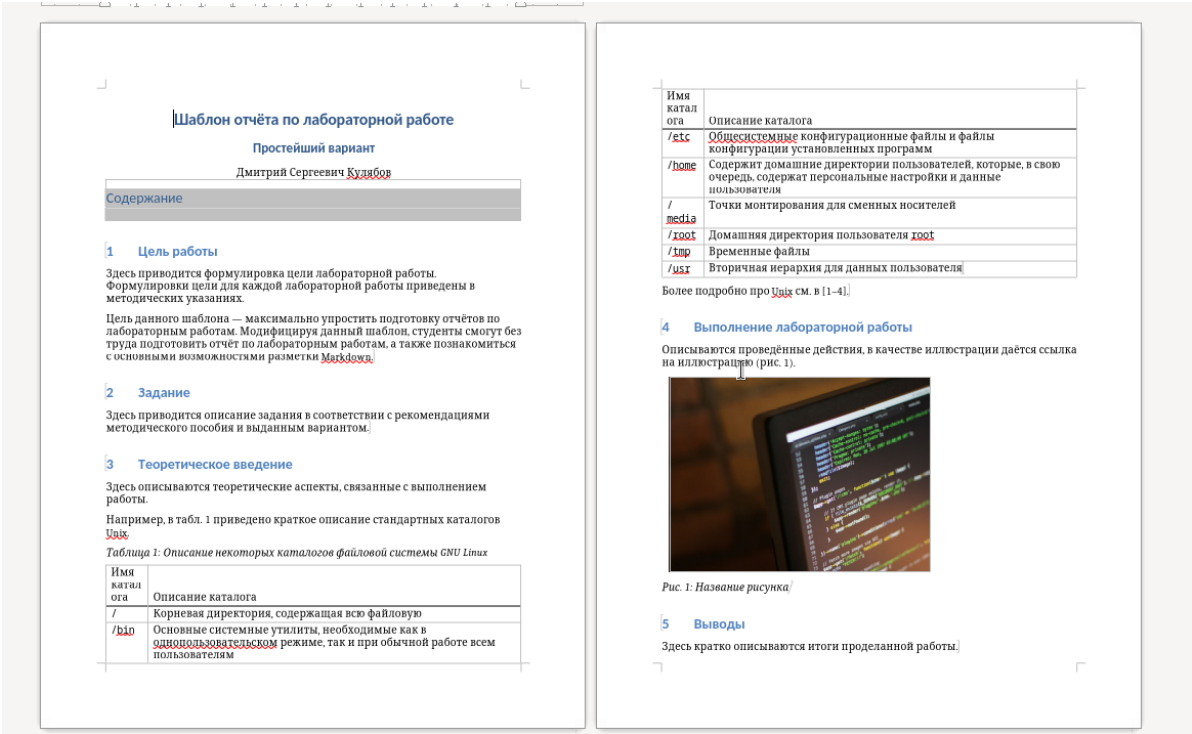 Шаблон отчёта по лабораторной работе
Простейший вариант
Дмитрий Сергеевич Кулябов
Содержание
1 Цель работы
Здесь приводится формулировка цели лабораторной работы.
Формулировки цели для каждой лабораторной работы приведены в
методических указаниях.
Цель данного шаблона — максимально упростить подготовку отчётов по
лабораторным работам. Модифицируя данный шаблон, студенты смогут без
труда подготовить отчёт по лабораторным работам, а также познакомиться
с основными возможностями разметки Markdown.
2 Задание
Здесь приводится описание задания в соответствии с рекомендациями
методического пособия и выданным вариантом.
3 Теоретическое введение
Здесь описываются теоретические аспекты, связанные с выполнением
работы.
Например, в табл. 1 приведено краткое описание стандартных каталогов
Unix.
Таблица 1: Описание некоторых каталогов файловой системы GNU Linux
Имя
катал
ога Описание каталога
/ Корневая директория, содержащая всю файловую
/bin Основные системные утилиты, необходимые как в
однопользовательском режиме, так и при обычной работе всем
пользователям
Имя
катал
ога Описание каталога
/etc Общесистемные конфигурационные файлы и файлы
конфигурации установленных программ
/home Содержит домашние директории пользователей, которые, в свою
очередь, содержат персональные настройки и данные
пользователя
/ Точки монтирования для сменных носителей
media
/root Домашняя директория пользователя root
/tmp Временные файлы
/usr Вторичная иерархия для данных пользователя
Более подробно про Unix см. в [1–4].
4 Выполнение лабораторной работы
Описываются проведённые действия, в качестве иллюстрации даётся ссылка
на иллюстрацию (рис. 1).
Рис. 1: Название рисунка
5 Выводы
Здесь кратко описываются итоги проделанной работы.